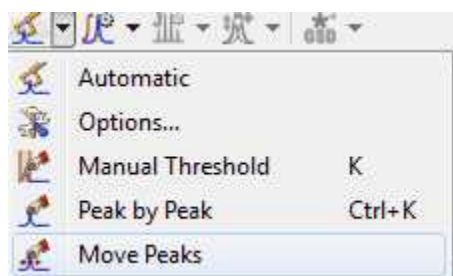 Automatic
Options...
Manual Threshold K
Peak by Peak Ctrl+K
Move Peaks